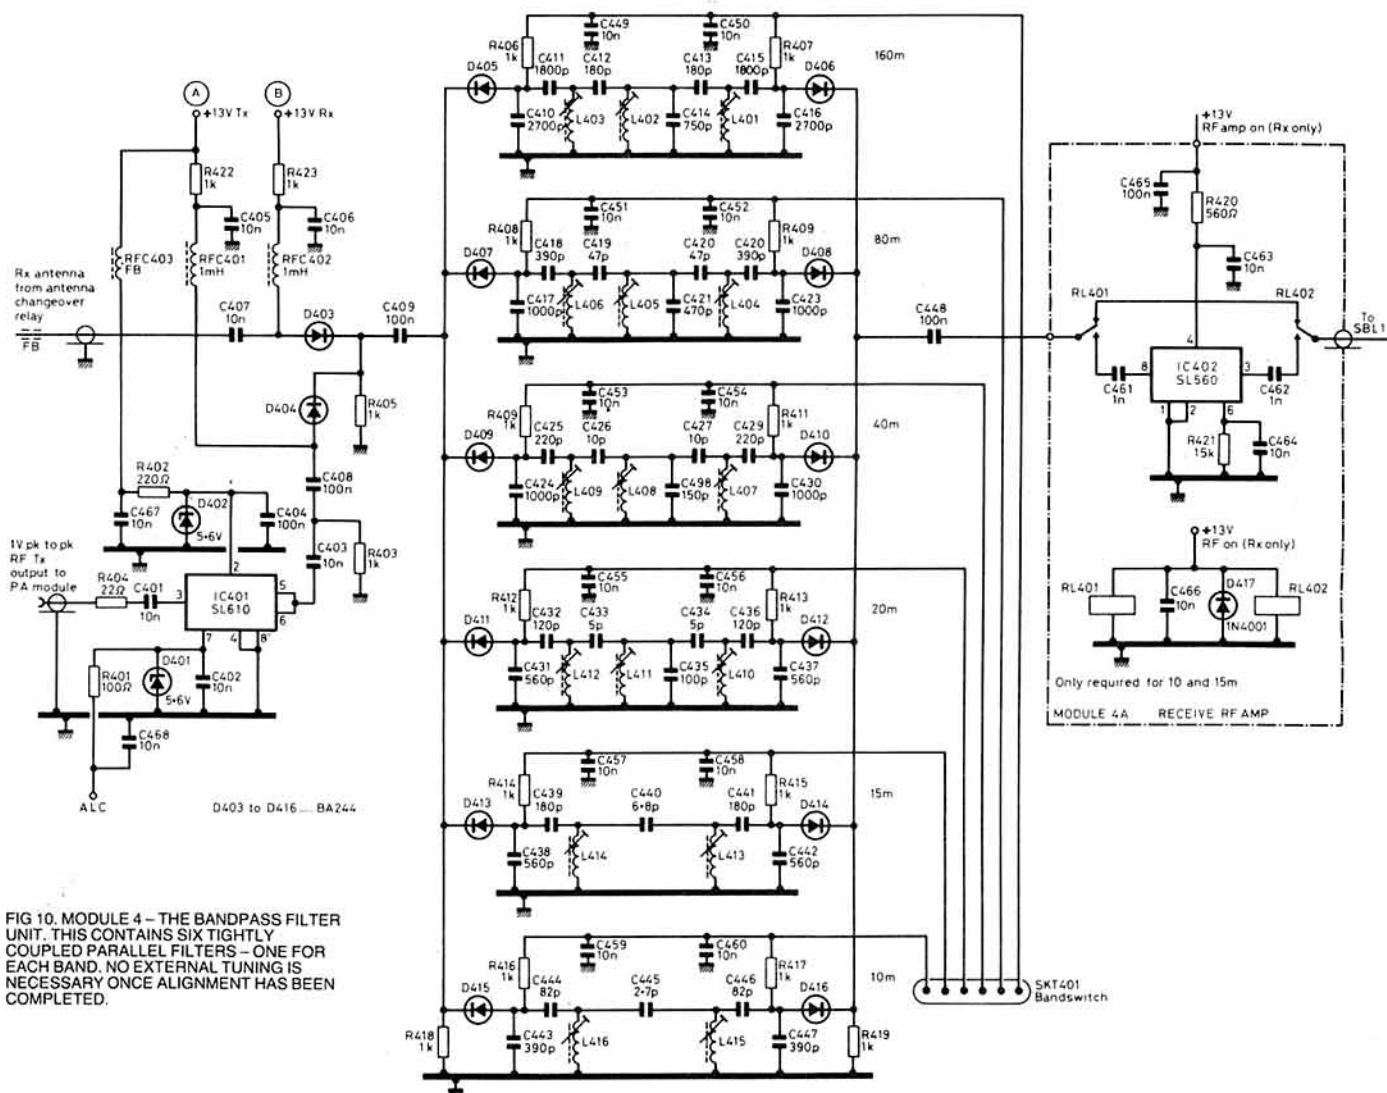 C449
10n
C450
10n
R406
1k
C411
1800p
C412
180p
C413
180p
C415
1800p
R407
1k
D405
D406
160m
C410
2700p
L403
L402
C414
750p
L401
C416
2700p
A
+13V Tx
B
+13V Rx
R422
1k
R423
1k
C405
10n
C406
10n
RFC403
FB
RFC401
1mH
RFC402
1mH
Rx antenna
from antenna
changeover
relay
FB
C407
10n
D403
C409
100n
D404
R405
1k
C451
10n
C452
10n
R408
1k
C418
390p
C419
47p
C420
47p
C420
390p
R409
1k
D407
D408
80m
C417
1000p
L406
L405
C421
470p
L404
C423
1000p
C453
10n
C454
10n
R409
1k
C425
220p
C426
10p
C427
10p
C429
220p
R411
1k
D409
D410
40m
C424
1000p
L409
L408
C498
150p
L407
C430
1000p
R402
220Ω
C467
10n
D402
5·6V
C404
100n
C408
100n
C403
10n
R403
1k
1V pk to pk
RF Tx
output to
PA module
R404
22Ω
C401
10n
3
2
IC401
SL610
5
6
7
4
8
R401
100Ω
D401
5·6V
C402
10n
C468
10n
ALC
D403 to D416 .... BA244
C455
10n
C456
10n
R412
1k
C432
120p
C433
5p
C434
5p
C436
120p
R413
1k
D411
D412
20m
C431
560p
L412
L411
C435
100p
L410
C437
560p
C457
10n
C458
10n
R414
1k
C439
180p
C440
6·8p
C441
180p
R415
1k
D413
D414
15m
C438
560p
L414
L413
C442
560p
C459
10n
C460
10n
R416
1k
C444
82p
C445
2·7p
C446
82p
R417
1k
D415
D416
10m
R418
1k
C443
390p
L416
L415
C447
390p
R419
1k
SKT401
Bandswitch
C448
100n
+13V
RF amp on (Rx only)
C465
100n
R420
560Ω
C463
10n
RL401
RL402
To
SBL1
4
C461
1n
8
IC402
SL560
3
C462
1n
1
2
6
R421
15k
C464
10n
+13V
RF on (Rx only)
RL401
C466
10n
D417
1N4001
RL402
Only required for 10 and 15m
MODULE 4A RECEIVE RF AMP
FIG 10. MODULE 4 – THE BANDPASS FILTER
UNIT. THIS CONTAINS SIX TIGHTLY
COUPLED PARALLEL FILTERS – ONE FOR
EACH BAND. NO EXTERNAL TUNING IS
NECESSARY ONCE ALIGNMENT HAS BEEN
COMPLETED.